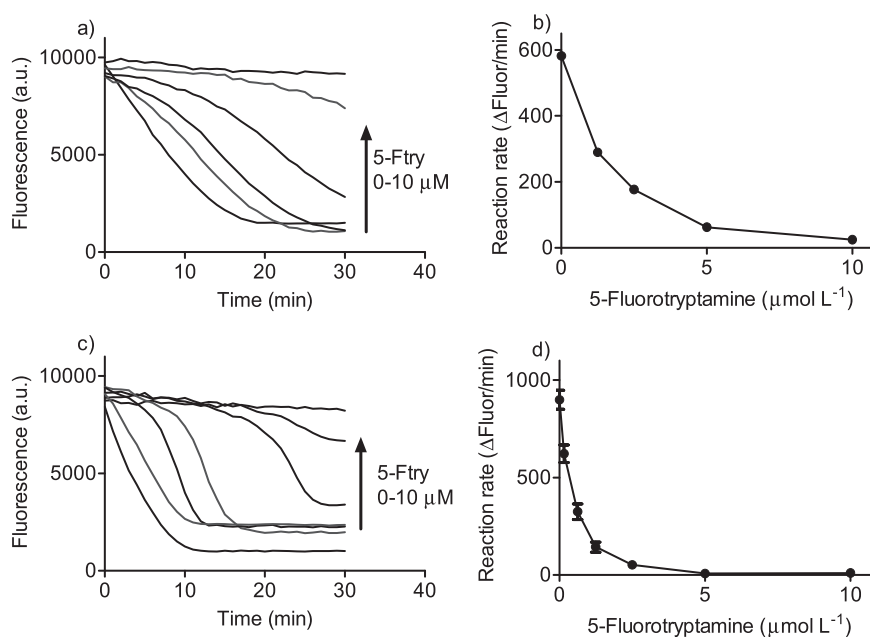 a)
Fluorescence (a.u.)
10000
5000
0
0 10 20 30 40
Time (min)
5-Ftry
0-10 μM
b)
Reaction rate (ΔFluor/min)
600
400
200
0
0 5 10
5-Fluorotryptamine (μmol L⁻¹)
c)
Fluorescence (a.u.)
10000
5000
0
0 10 20 30 40
Time (min)
5-Ftry
0-10 μM
d)
Reaction rate (ΔFluor/min)
1000
500
0
0 5 10
5-Fluorotryptamine (μmol L⁻¹)